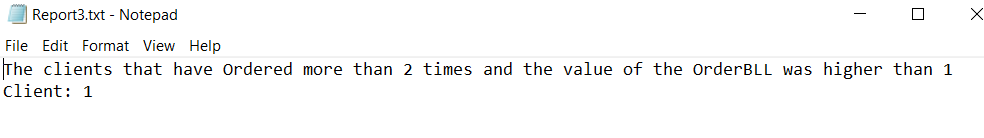 Report3.txt - Notepad
File Edit Format View Help
The clients that have Ordered more than 2 times and the value of the OrderBLL was higher than 1
Client: 1